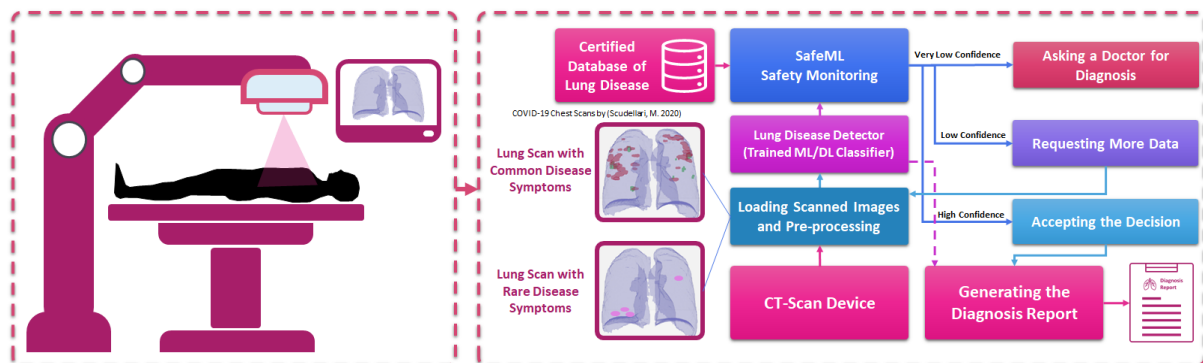 Certified
Database of
Lung Disease
SafeML
Safety Monitoring
Very Low Confidence
Asking a Doctor for
Diagnosis
COVID-19 Chest Scans by (Scudellari, M. 2020)
Lung Scan with
Common Disease
Symptoms
Lung Disease Detector
(Trained ML/DL Classifier)
Low Confidence
Requesting More Data
Loading Scanned Images
and Pre-processing
High Confidence
Accepting the Decision
Lung Scan with
Rare Disease
Symptoms
CT-Scan Device
Generating the
Diagnosis Report
Diagnosis
Report